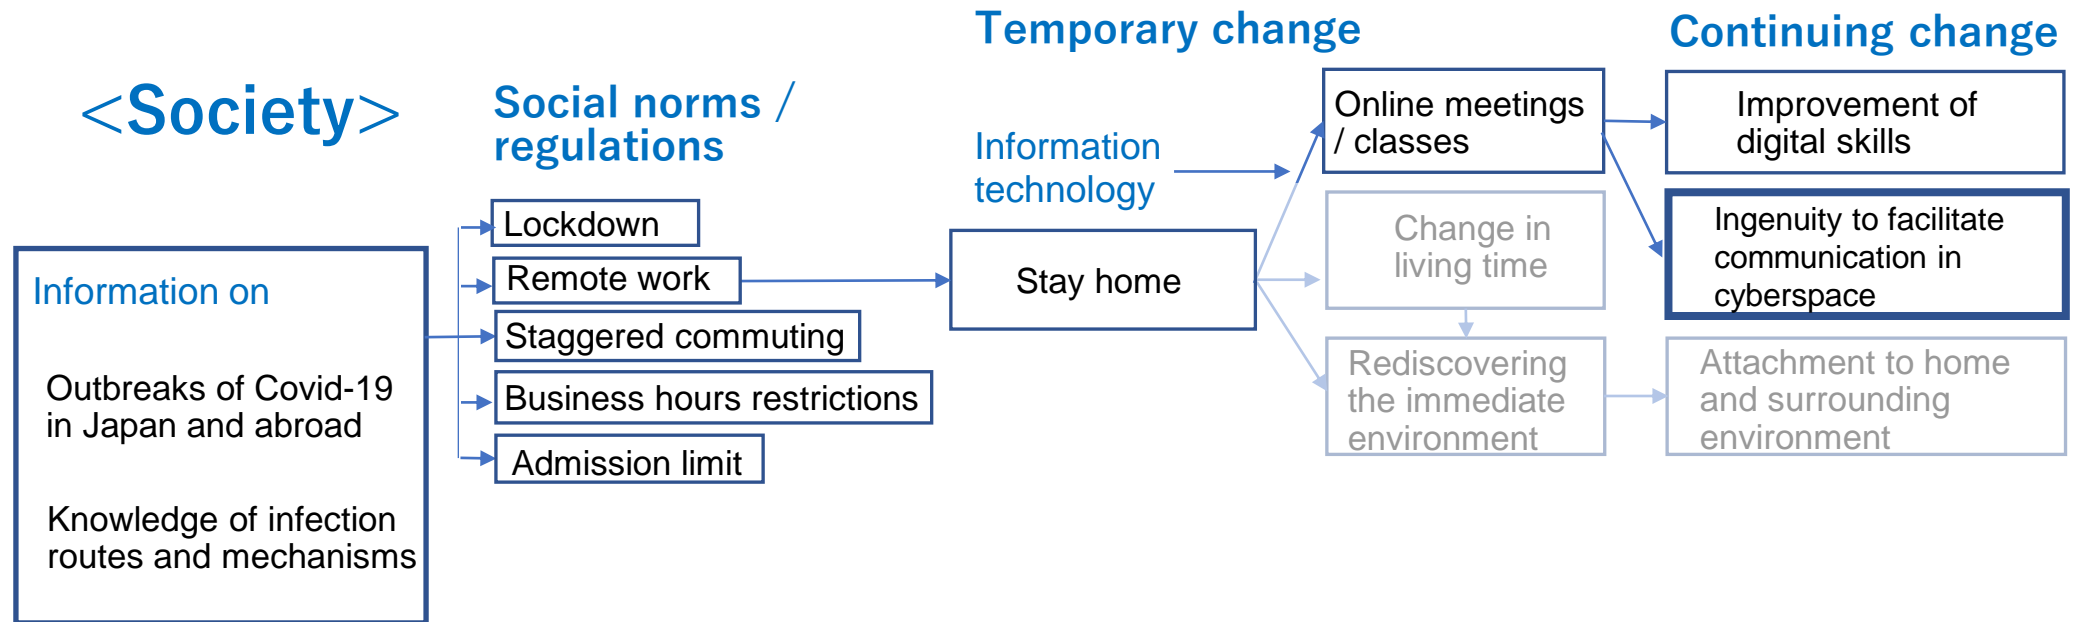 <Society>
Information on
Outbreaks of Covid-19
in Japan and abroad
Knowledge of infection
routes and mechanisms
Social norms /
regulations
Lockdown
Remote work
Staggered commuting
Business hours restrictions
Admission limit
Temporary change
Information
technology
Stay home
Online meetings
/ classes
Change in
living time
Rediscovering
the immediate
environment
Continuing change
Improvement of
digital skills
Ingenuity to facilitate
communication in
cyberspace
Attachment to home
and surrounding
environment